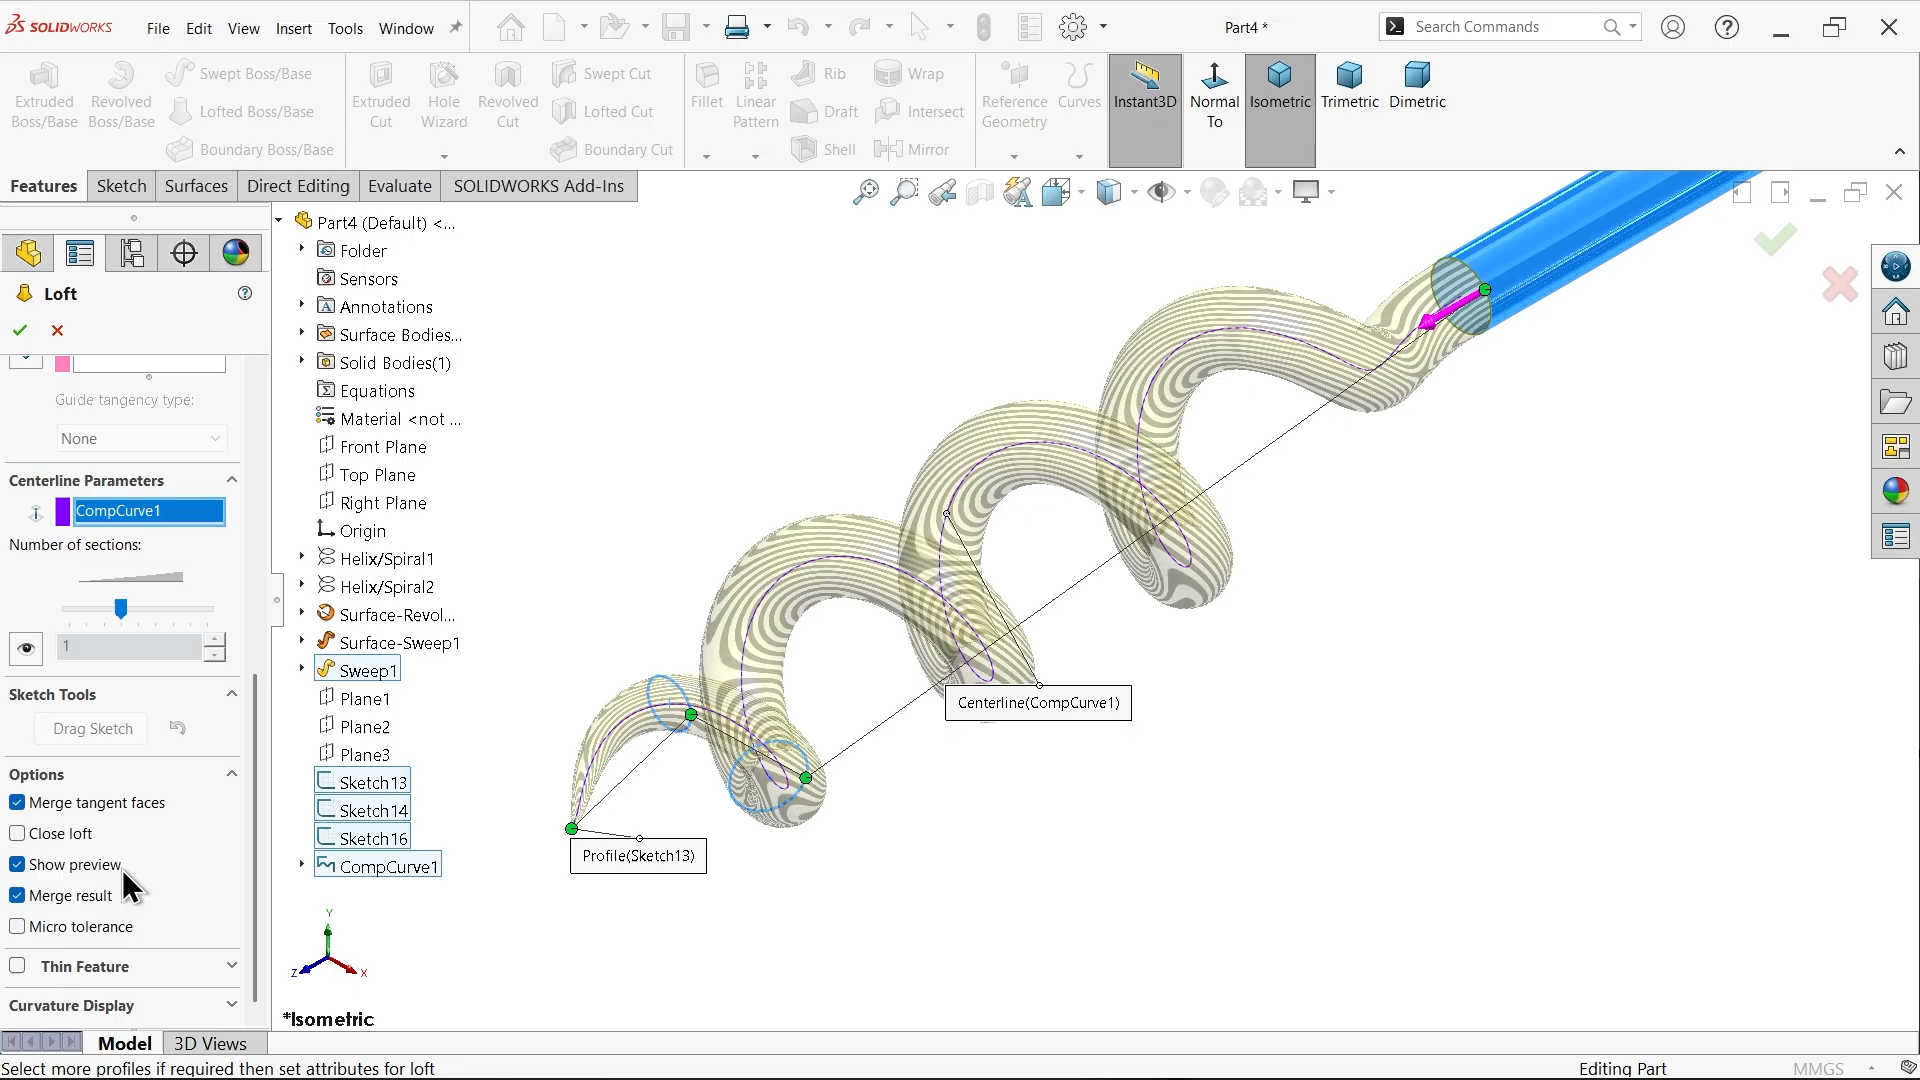 SOLIDWORKS File Edit View Insert Tools Window Part4 * Search Commands
Extruded Boss/Base
Revolved Boss/Base
Swept Boss/Base
Lofted Boss/Base
Boundary Boss/Base
Extruded Cut
Hole Wizard
Revolved Cut
Swept Cut
Lofted Cut
Boundary Cut
Fillet
Linear Pattern
Rib
Draft
Shell
Wrap
Intersect
Mirror
Reference Geometry
Curves
Instant3D
Normal To
Isometric
Trimetric
Dimetric
Features Sketch Surfaces Direct Editing Evaluate SOLIDWORKS Add-Ins
Loft
Guide tangency type:
None
Centerline Parameters
CompCurve1
Number of sections:
1
Sketch Tools
Drag Sketch
Options
Merge tangent faces
Close loft
Show preview
Merge result
Micro tolerance
Thin Feature
Curvature Display
Part4 (Default) <...
Folder
Sensors
Annotations
Surface Bodies...
Solid Bodies(1)
Equations
Material <not ...
Front Plane
Top Plane
Right Plane
Origin
Helix/Spiral1
Helix/Spiral2
Surface-Revol...
Surface-Sweep1
Sweep1
Plane1
Plane2
Plane3
Sketch13
Sketch14
Sketch16
CompCurve1
Centerline(CompCurve1)
Profile(Sketch13)
Y
Z
X
*Isometric
Model 3D Views
Select more profiles if required then set attributes for loft Editing Part MMGS